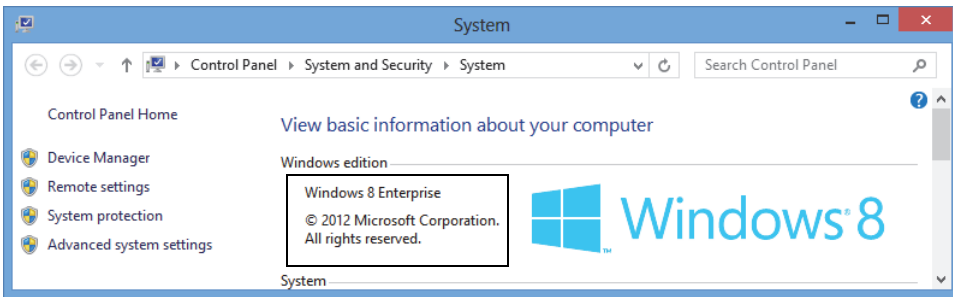 System
Control Panel System and Security System
Search Control Panel
Control Panel Home
Device Manager
Remote settings
System protection
Advanced system settings
View basic information about your computer
Windows edition
Windows 8 Enterprise
© 2012 Microsoft Corporation.
All rights reserved.
Windows® 8
TM
System